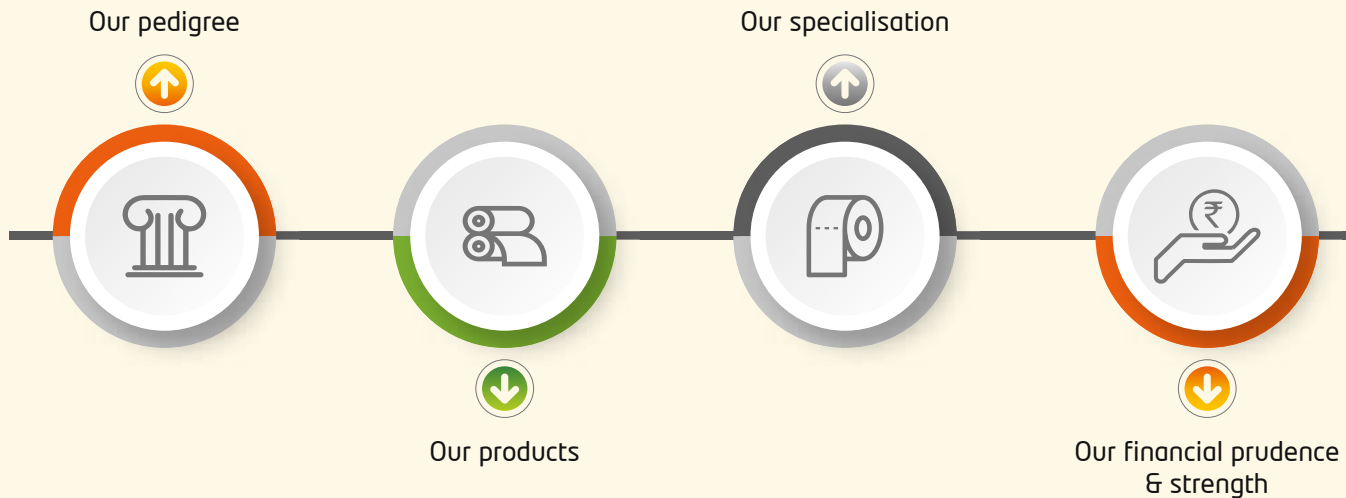 Our pedigree
Our specialisation
₹
Our products
Our financial prudence
& strength